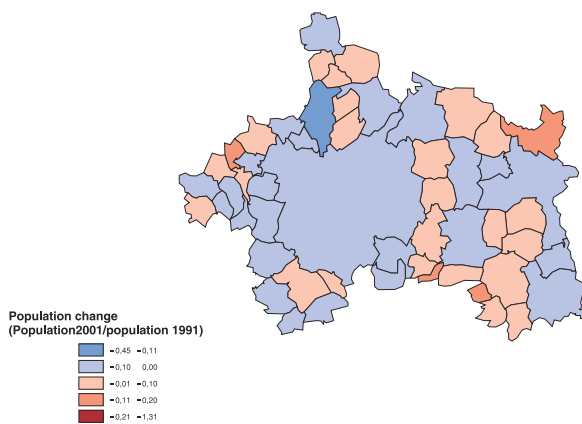 Population change
(Population2001/population 1991)
−0,45 −0,11
−0,10 0,00
−0,01 −0,10
−0,11 −0,20
−0,21 −1,31